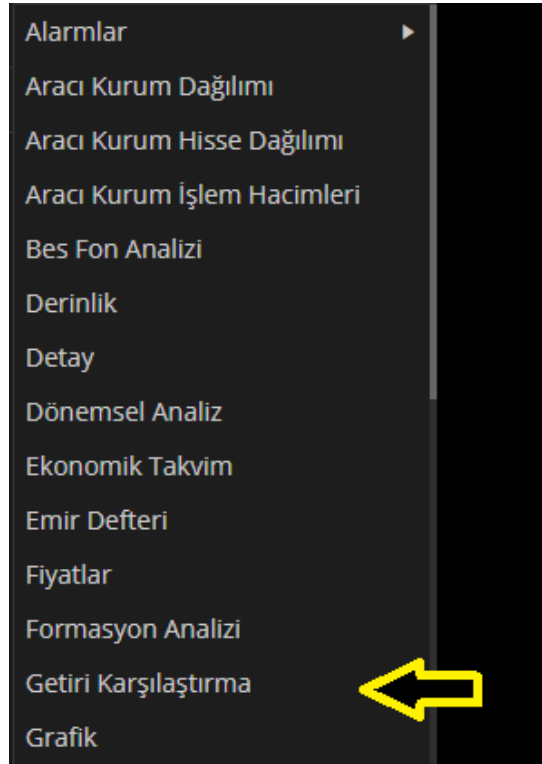 Alarmlar
Aracı Kurum Dağılımı
Aracı Kurum Hisse Dağılımı
Aracı Kurum İşlem Hacimleri
Bes Fon Analizi
Derinlik
Detay
Dönemsel Analiz
Ekonomik Takvim
Emir Defteri
Fiyatlar
Formasyon Analizi
Getiri Karşılaştırma
Grafik